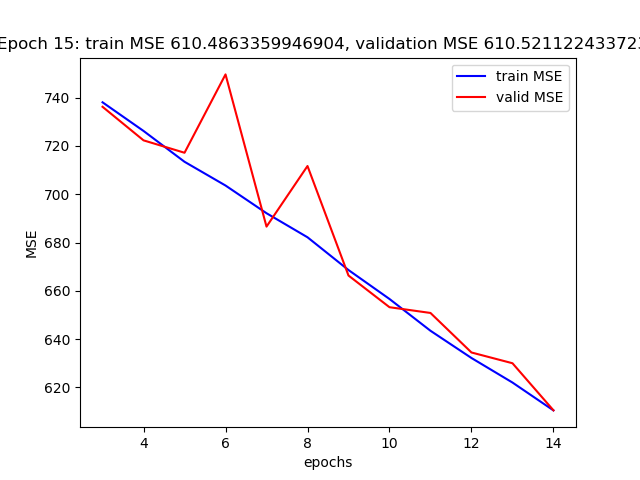 Epoch 15: train MSE 610.4863359946904, validation MSE 610.521122433723
train MSE
valid MSE
740
720
700
680
660
640
620
MSE
4 6 8 10 12 14
epochs